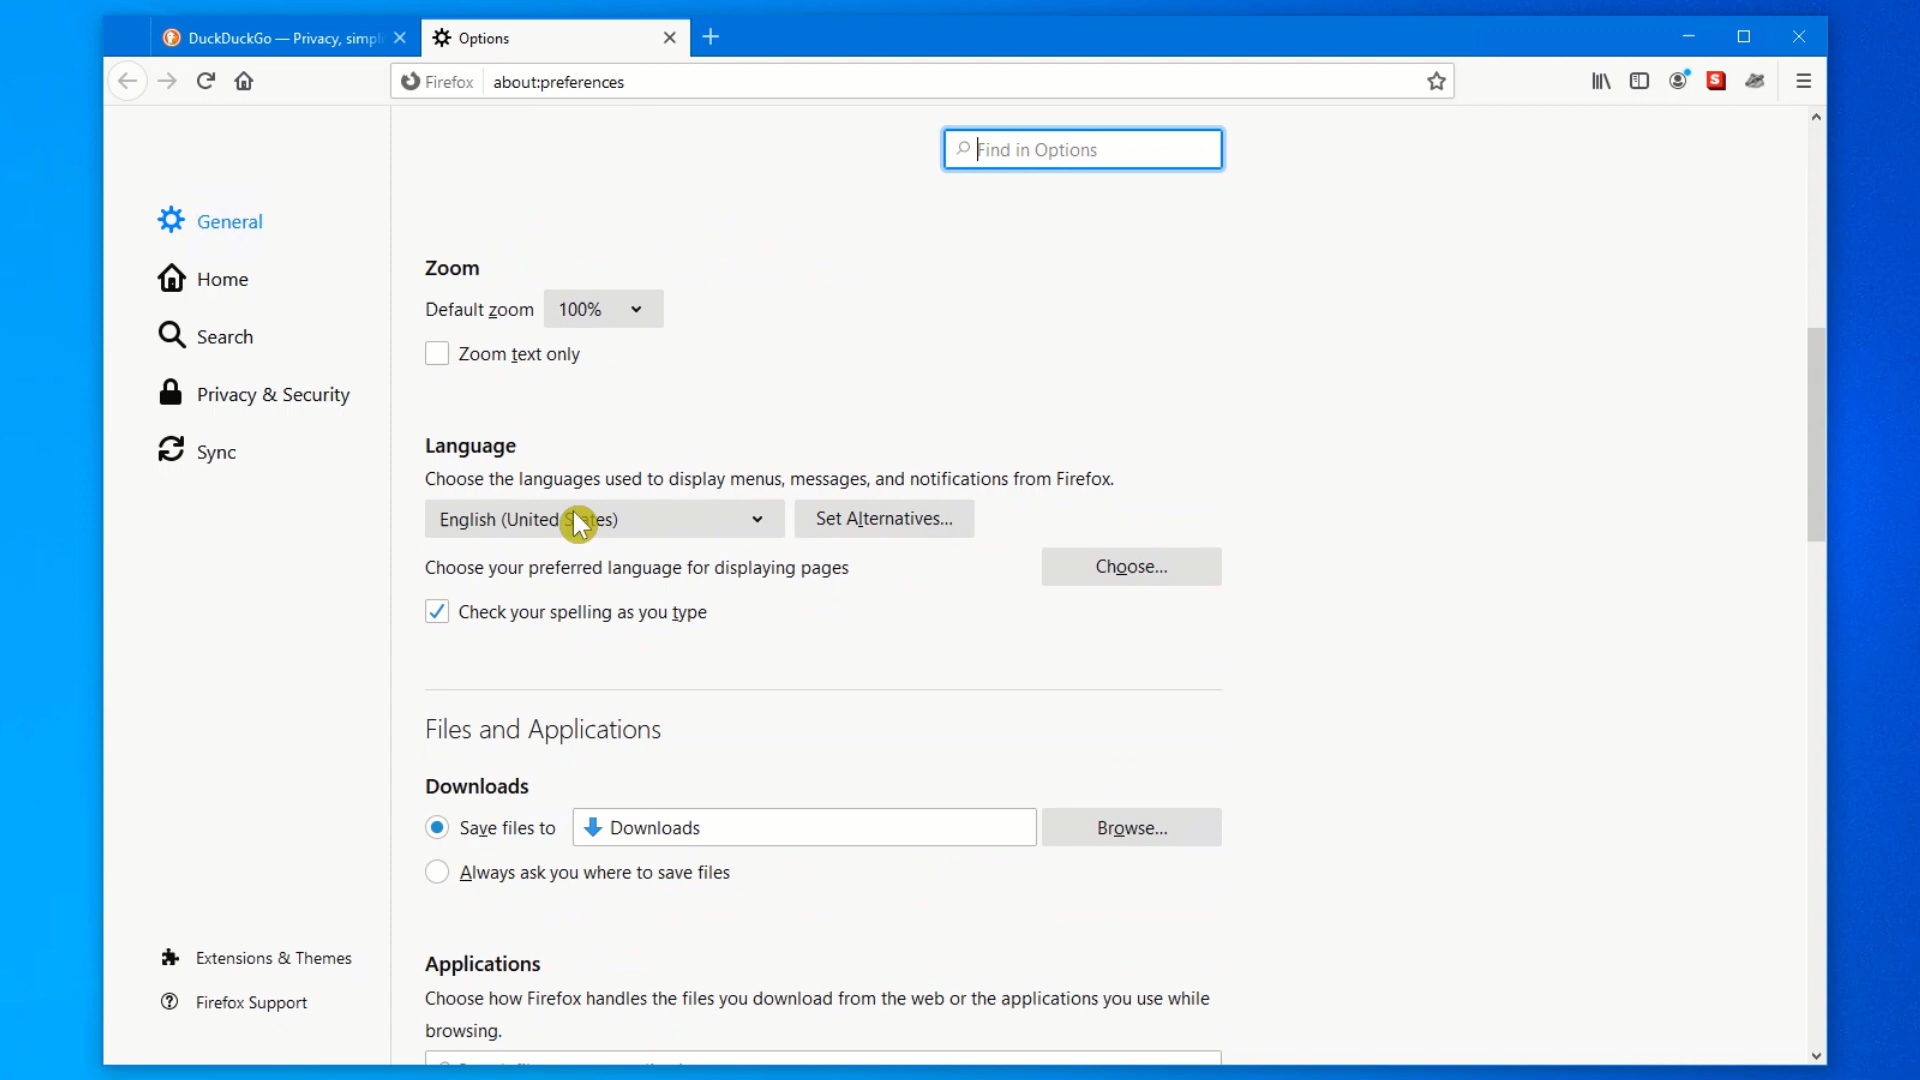 DuckDuckGo — Privacy, simpl
Options
Firefox
about:preferences
S
Find in Options
General
Home
Search
Privacy & Security
Sync
Extensions & Themes
Firefox Support
Zoom
Default zoom 100%
Zoom text only
Language
Choose the languages used to display menus, messages, and notifications from Firefox.
English (United States) Set Alternatives...
Choose your preferred language for displaying pages Choose...
Check your spelling as you type
Files and Applications
Downloads
Save files to Downloads Browse...
Always ask you where to save files
Applications
Choose how Firefox handles the files you download from the web or the applications you use while
browsing.